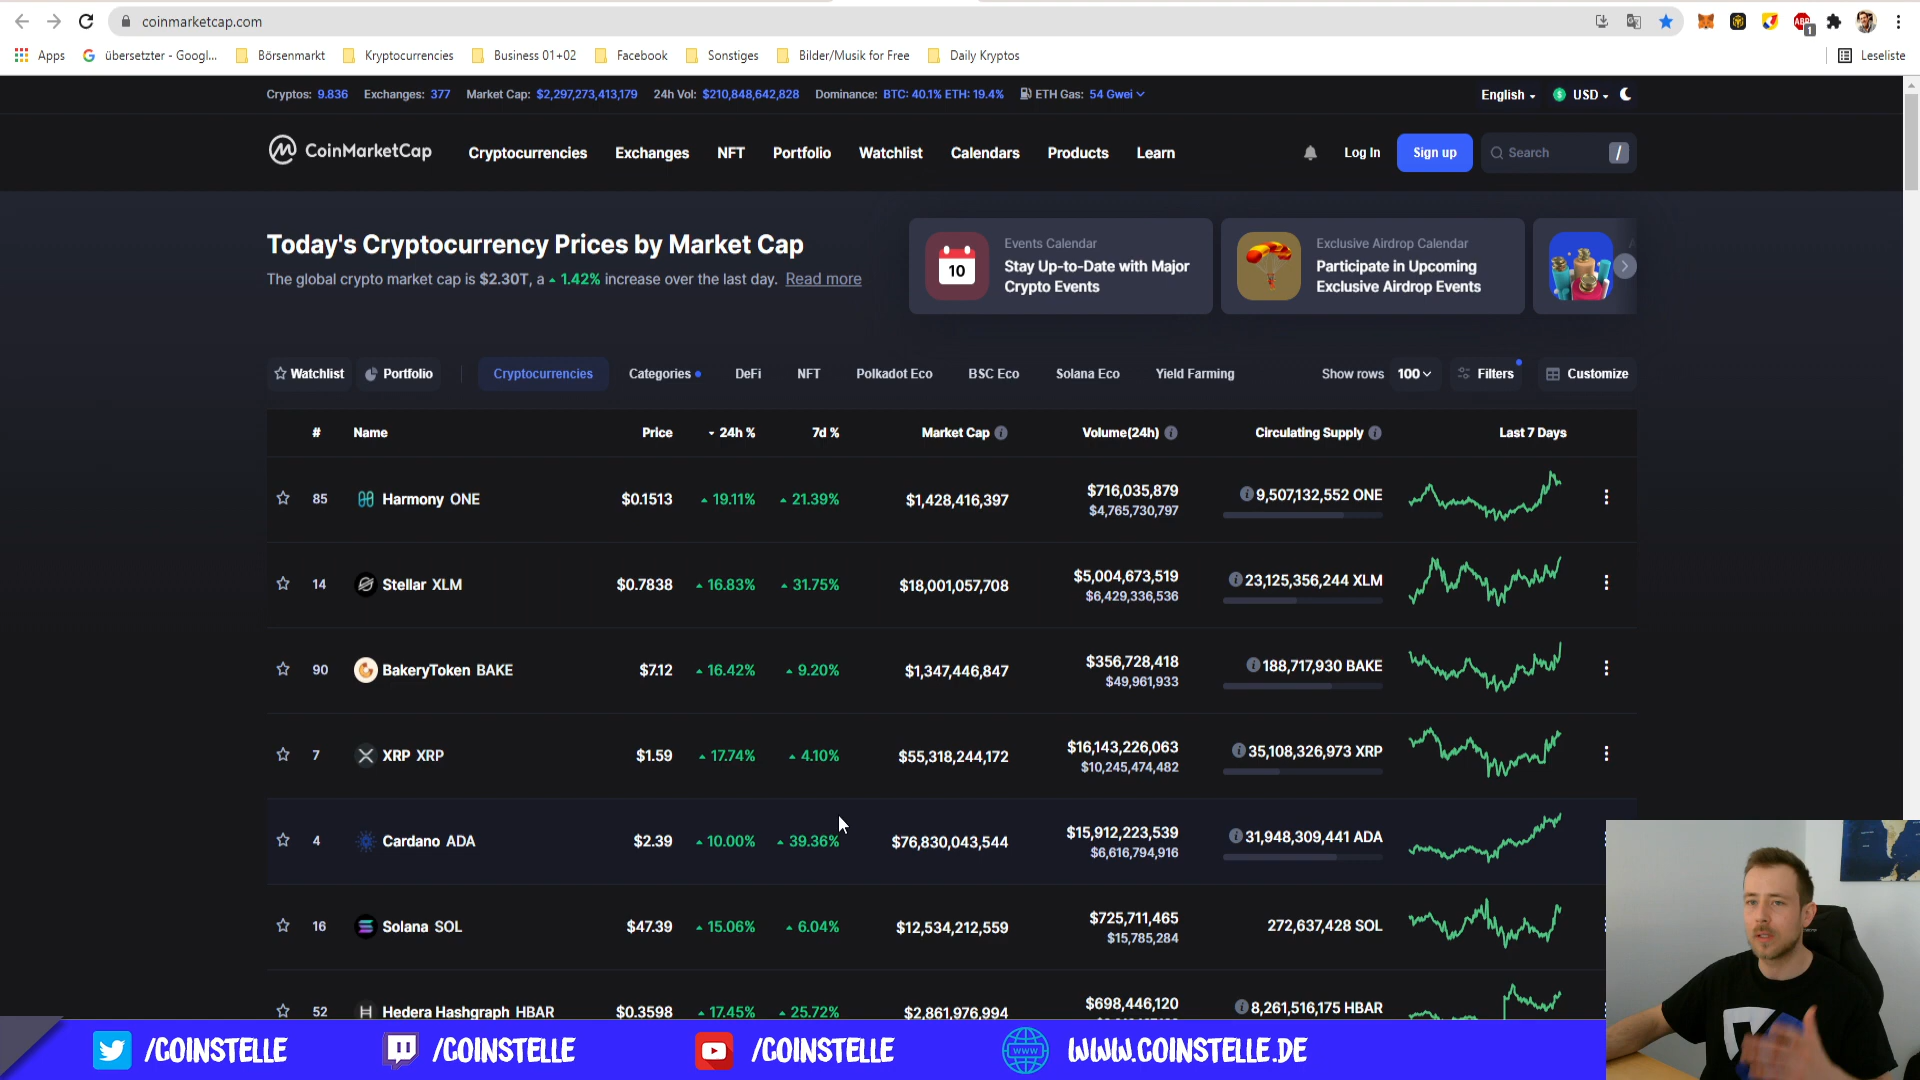 coinmarketcap.com
ABP 1
Apps übersetzter - Googl... Börsenmarkt Kryptocurrencies Business 01+02 Facebook Sonstiges Bilder/Musik for Free Daily Kryptos Leseliste
Cryptos: 9.836 Exchanges: 377 Market Cap: $2,297,273,413,179 24h Vol: $210,848,642,828 Dominance: BTC: 40.1% ETH: 19.4% ETH Gas: 54 Gwei English $ USD
CoinMarketCap Cryptocurrencies Exchanges NFT Portfolio Watchlist Calendars Products Learn Log In Sign up Search /
Today's Cryptocurrency Prices by Market Cap
The global crypto market cap is $2.30T, a 1.42% increase over the last day. Read more
10
Events Calendar
Stay Up-to-Date with Major
Crypto Events
Exclusive Airdrop Calendar
Participate in Upcoming
Exclusive Airdrop Events
Watchlist Portfolio Cryptocurrencies Categories DeFi NFT Polkadot Eco BSC Eco Solana Eco Yield Farming Show rows 100 Filters Customize
# Name Price 24h % 7d % Market Cap Volume(24h) Circulating Supply Last 7 Days
85 Harmony ONE $0.1513 19.11% 21.39% $1,428,416,397 $716,035,879 9,507,132,552 ONE
$4,765,730,797
14 Stellar XLM $0.7838 16.83% 31.75% $18,001,057,708 $5,004,673,519 23,125,356,244 XLM
$6,429,336,536
90 BakeryToken BAKE $7.12 16.42% 9.20% $1,347,446,847 $356,728,418 188,717,930 BAKE
$49,961,933
7 XRP XRP $1.59 17.74% 4.10% $55,318,244,172 $16,143,226,063 35,108,326,973 XRP
$10,245,474,482
4 Cardano ADA $2.39 10.00% 39.36% $76,830,043,544 $15,912,223,539 31,948,309,441 ADA
$6,616,794,916
16 Solana SOL $47.39 15.06% 6.04% $12,534,212,559 $725,711,465 272,637,428 SOL
$15,785,284
52 Hedera Hashgraph HBAR $0.3598 17.45% 25.72% $2,861,976,994 $698,446,120 8,261,516,175 HBAR
/COINSTELLE /COINSTELLE /COINSTELLE WWW WWW.COINSTELLE.DE